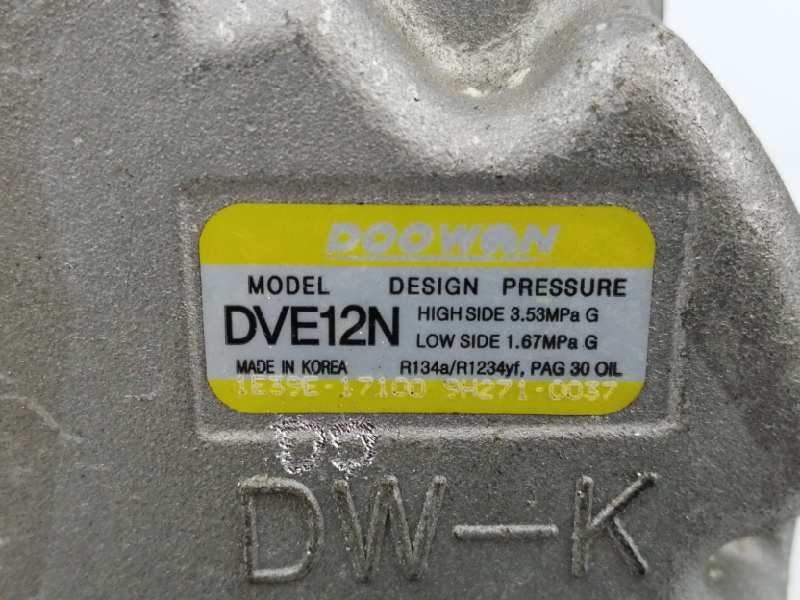 DOOWON
MODEL DESIGN PRESSURE
DVE12N HIGH SIDE 3.53MPa G
LOW SIDE 1.67MPa G
MADE IN KOREA R134a/R1234yf, PAG 30 OIL
1E39E-17100 9H271-0037
DW-K